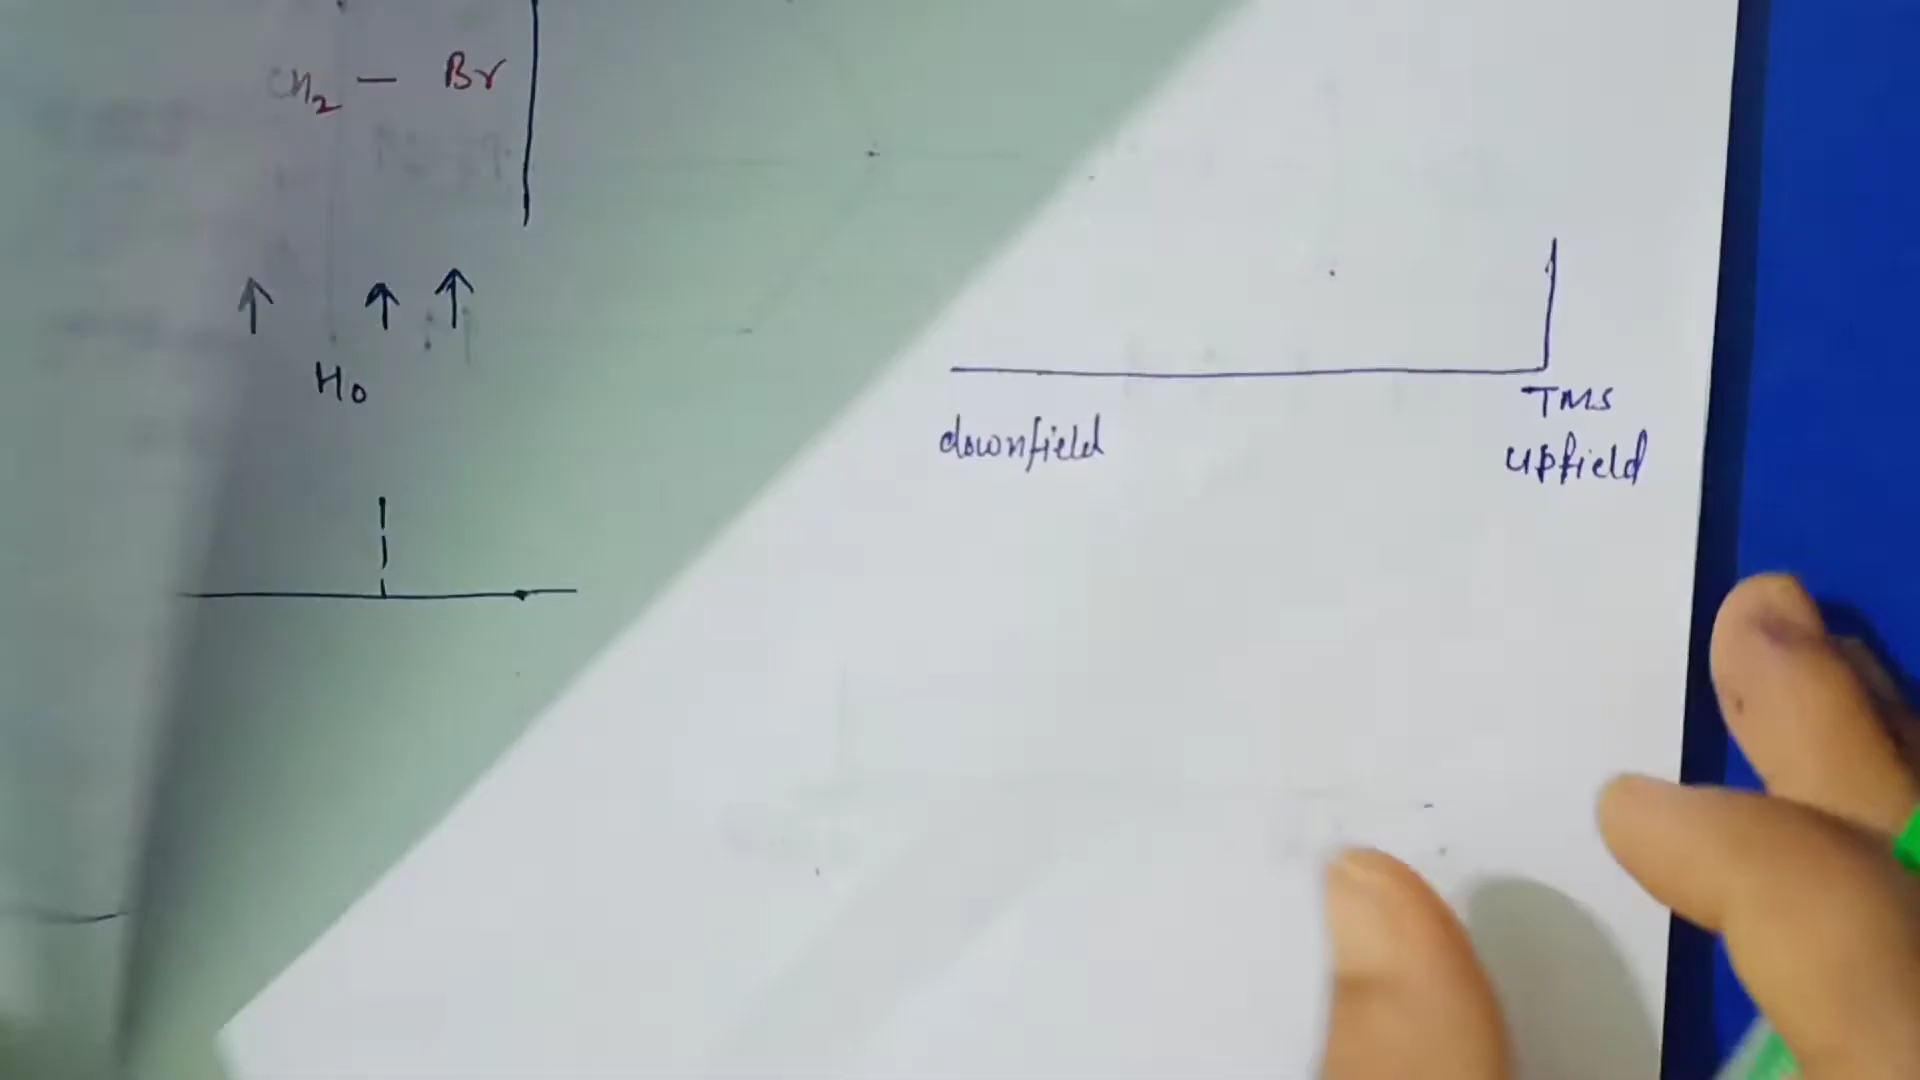 CH2 — Br
H0
TMS
downfield
upfield